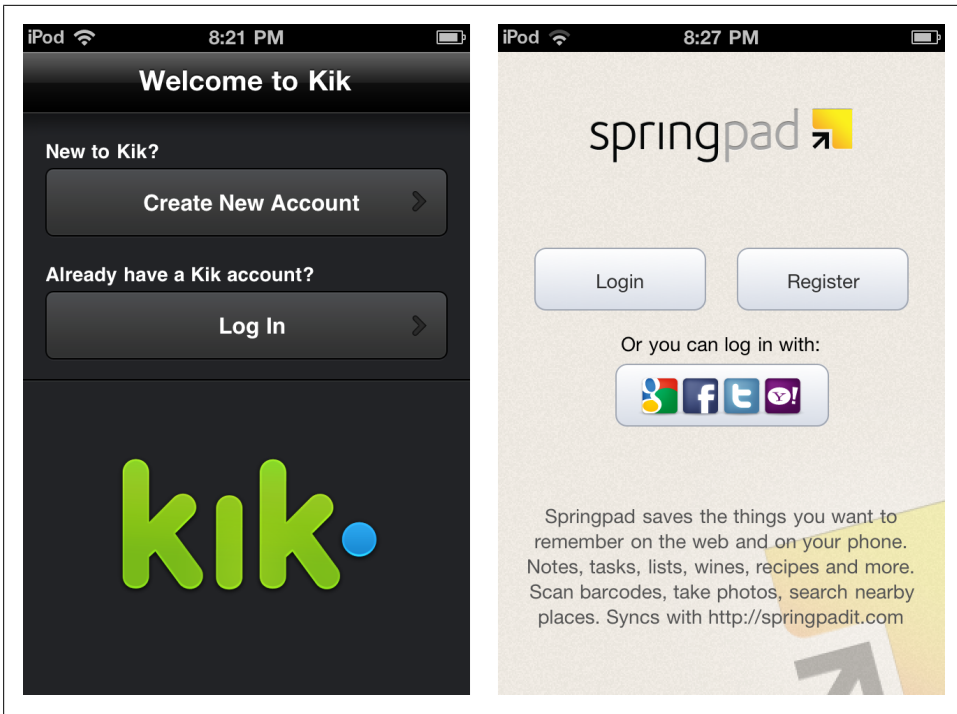 iPod 8:21 PM
Welcome to Kik
New to Kik?
Create New Account
Already have a Kik account?
Log In
kik
iPod 8:27 PM
springpad
Login
Register
Or you can log in with:
f t Y!
Springpad saves the things you want to
remember on the web and on your phone.
Notes, tasks, lists, wines, recipes and more.
Scan barcodes, take photos, search nearby
places. Syncs with http://springpadit.com